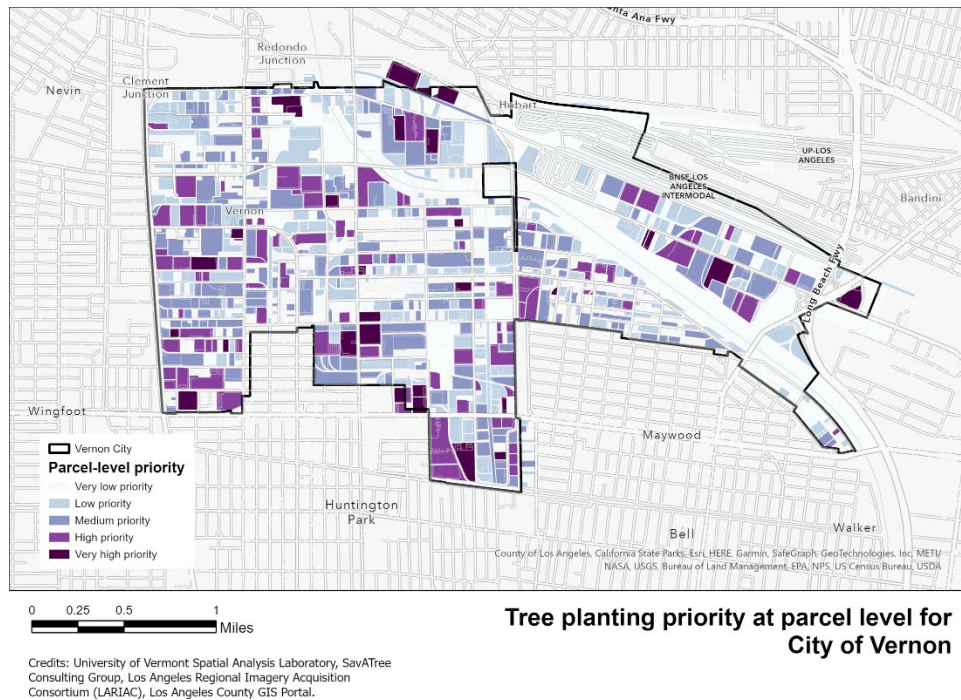 anta Ana Fwy
Redondo
Junction
Clement
Junction
Nevin
Hobart
UP-LOS
ANGELES
BNSF-LOS
ANGELES
INTERMODAL
Bandini
Vernon
Long Beach Fwy
Wingfoot
Maywood
Huntington
Park
Bell
Walker
Vernon City
Parcel-level priority
Very low priority
Low priority
Medium priority
High priority
Very high priority
County of Los Angeles, California State Parks, Esri, HERE, Garmin, SafeGraph, GeoTechnologies, Inc, METI/
NASA, USGS, Bureau of Land Management, EPA, NPS, US Census Bureau, USDA
0 0.25 0.5 1
Miles
Tree planting priority at parcel level for
City of Vernon
Credits: University of Vermont Spatial Analysis Laboratory, SavATree
Consulting Group, Los Angeles Regional Imagery Acquisition
Consortium (LARIAC), Los Angeles County GIS Portal.